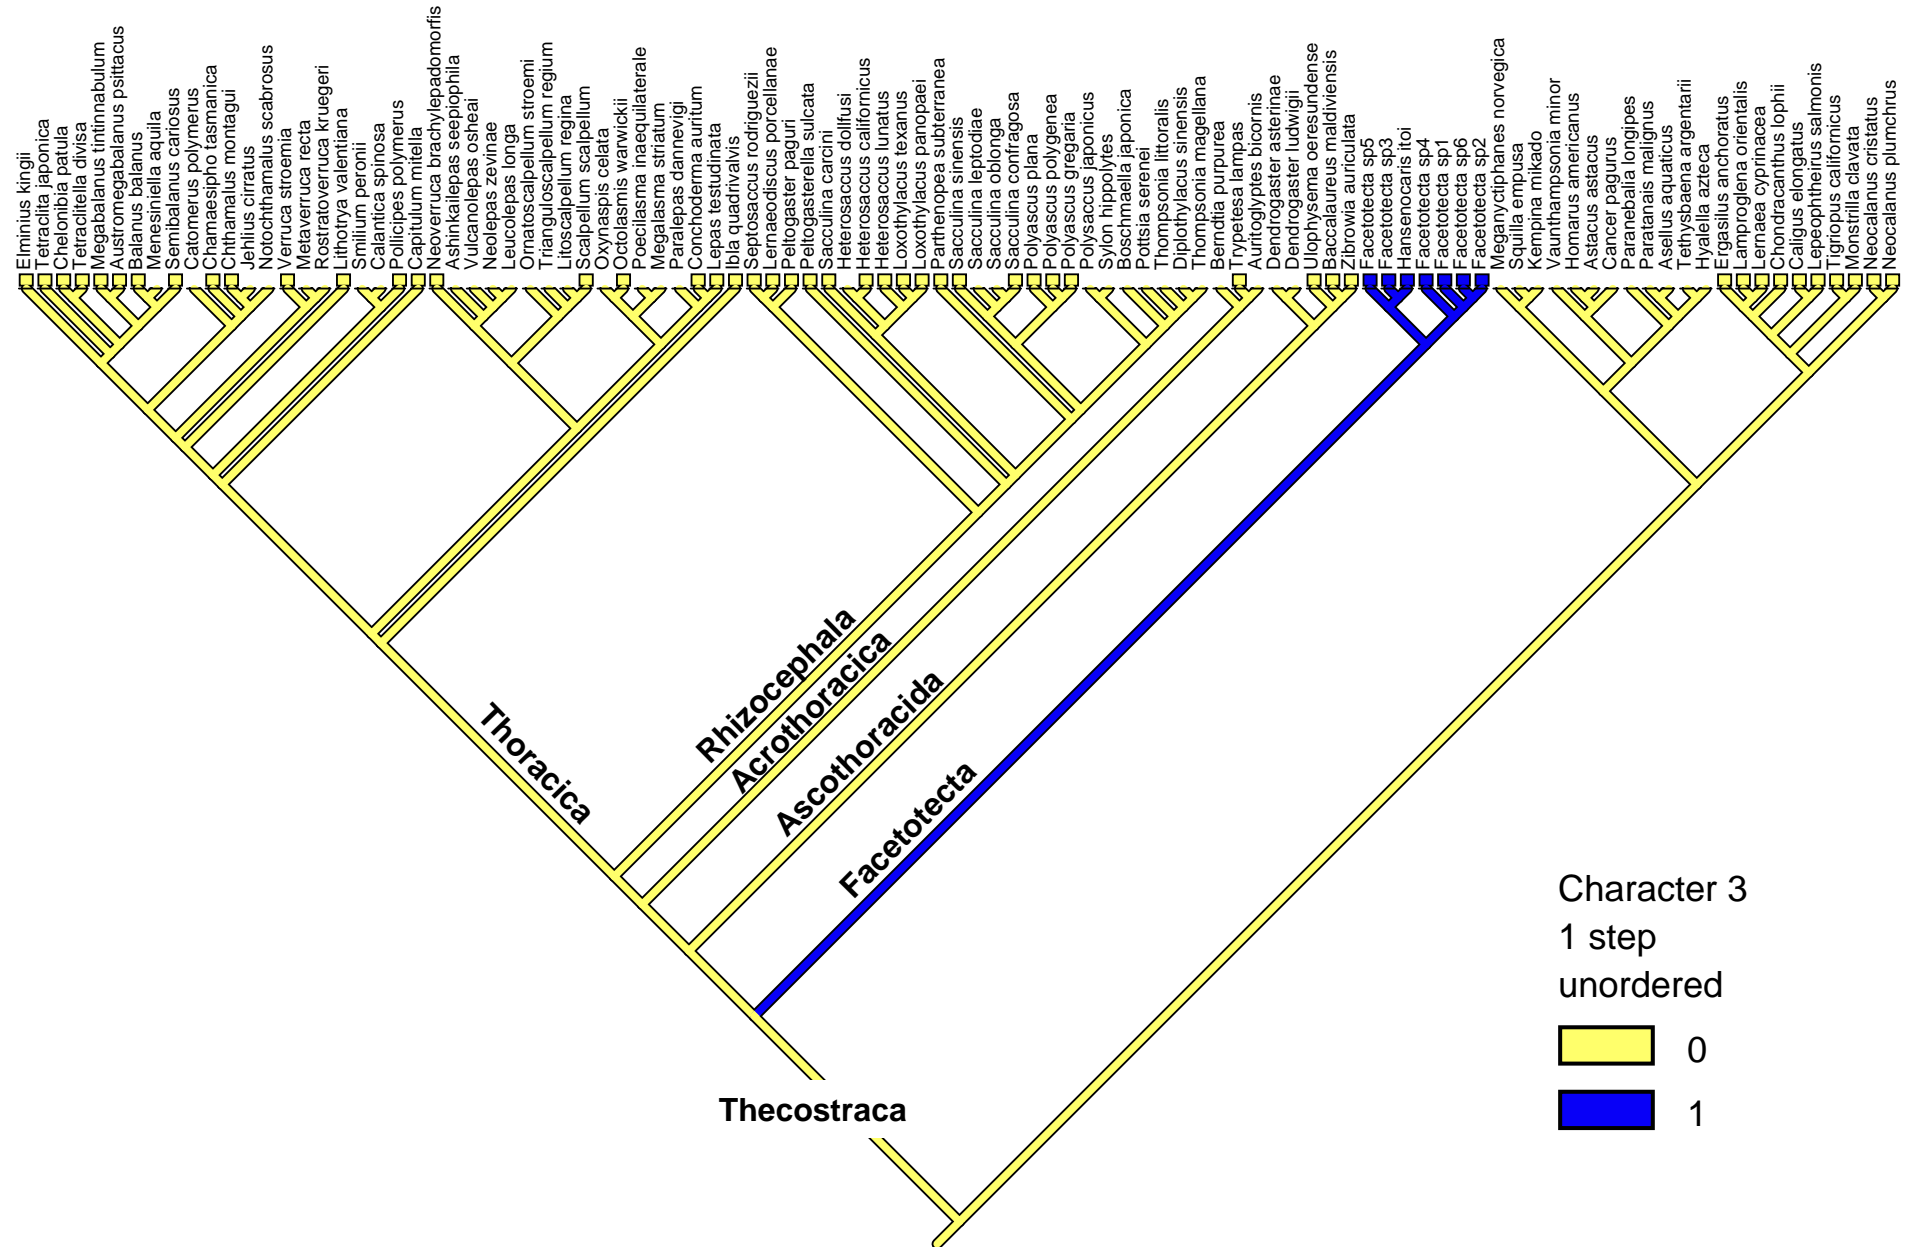 Elminius kingii
Tetraclita japonica
Chelonibia patula
Tetraclitella divisa
Megabalanus tintinnabulum
Austromegabalanus psittacus
Balanus balanus
Menesiniella aquila
Semibalanus cariosus
Catomerus polymerus
Chamaesipho tasmanica
Chthamalus montagui
Jehlius cirratus
Notochthamalus scabrosus
Verruca stroemia
Metaverruca recta
Rostratoverruca kruegeri
Lithotrya valentiana
Smilium peronii
Calantica spinosa
Pollicipes polymerus
Capitulum mitella
Neoverruca brachylepadomorfis
Ashinkailepas seepiophila
Vulcanolepas osheai
Neolepas zevinae
Leucolepas longa
Ornatoscalpellum stroemi
Trianguloscalpellum regium
Litoscalpellum regina
Scalpellum scalpellum
Oxynaspis celata
Octolasmis warwickii
Poecilasma inaequilaterale
Megalasma striatum
Paralepas dannevigi
Conchoderma auritum
Lepas testudinata
Ibla quadrivalvis
Septosaccus rodriguezii
Lernaeodiscus porcellanae
Peltogaster paguri
Peltogasterella sulcata
Sacculina carcini
Heterosaccus dollfusi
Heterosaccus californicus
Heterosaccus lunatus
Loxothylacus texanus
Loxothylacus panopaei
Parthenopea subterranea
Sacculina sinensis
Sacculina leptodiae
Sacculina oblonga
Sacculina confragosa
Polyascus plana
Polyascus polygenea
Polyascus gregaria
Polysaccus japonicus
Sylon hippolytes
Boschmaella japonica
Pottsia serenei
Thompsonia littoralis
Diplothylacus sinensis
Thompsonia magellana
Berndtia purpurea
Trypetesa lampas
Auritoglyptes bicornis
Dendrogaster asterinae
Dendrogaster ludwigii
Ulophysema oeresundense
Baccalaureus maldiviensis
Zibrowia auriculata
Facetotecta sp5
Facetotecta sp3
Hansenocaris itoi
Facetotecta sp4
Facetotecta sp1
Facetotecta sp6
Facetotecta sp2
Meganyctiphanes norvegica
Squilla empusa
Kempina mikado
Vaunthampsonia minor
Homarus americanus
Astacus astacus
Cancer pagurus
Paranebalia longipes
Paratanais malignus
Asellus aquaticus
Tethysbaena argentarii
Hyalella azteca
Ergasilus anchoratus
Lamproglena orientalis
Lernaea cyprinacea
Chondracanthus lophii
Caligus elongatus
Lepeophtheirus salmonis
Tigriopus californicus
Monstrilla clavata
Neocalanus cristatus
Neocalanus plumchrus
Thoracica
Rhizocephala
Acrothoracica
Ascothoracida
Facetotecta
Thecostraca
Character 3
1 step
unordered
0
1